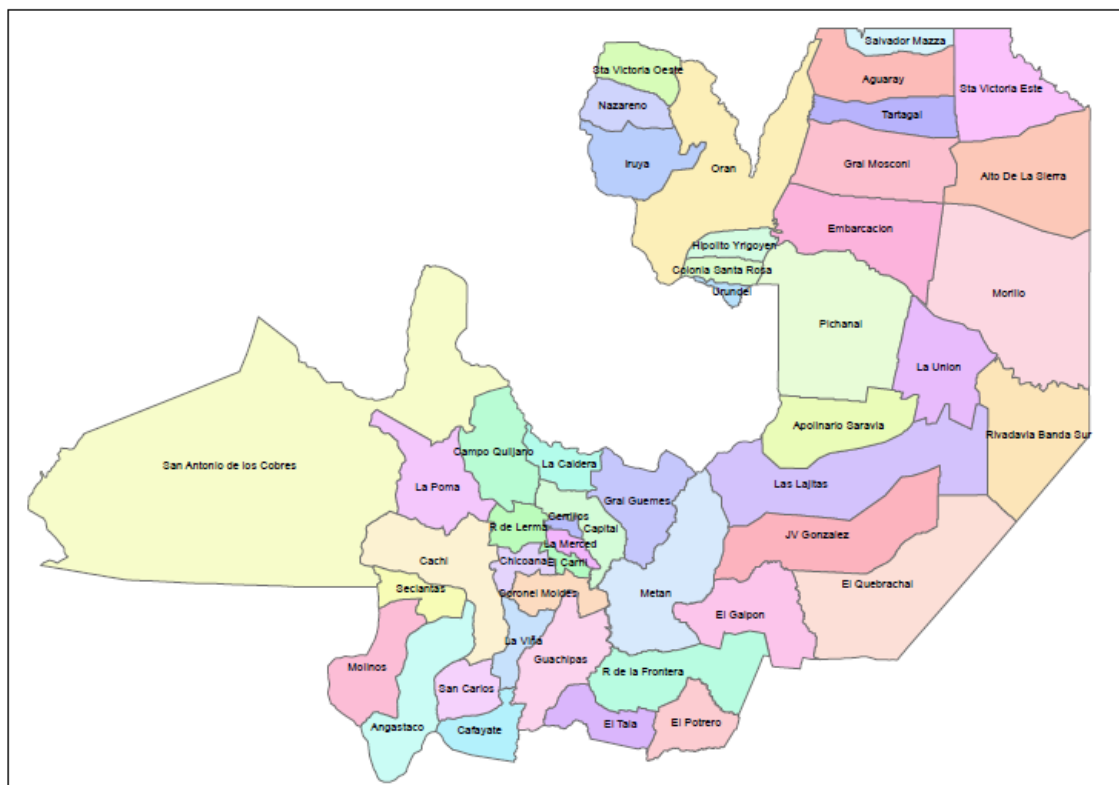 Salvador Mazza
Sta Victoria Oeste
Aguaray
Sta Victoria Este
Nazareno
Tartagal
Iruya
Oran
Gral Mosconi
Alto De La Sierra
Embarcacion
Hipolito Yrigoyen
Colonia Santa Rosa
Urundel
Morillo
Pichanal
La Union
Apolinario Saravia
Rivadavia Banda Sur
Campo Quijano
La Caldera
San Antonio de los Cobres
La Poma
Gral Guemes
Las Lajitas
Cerrillos
R de Lerma
Capital
JV Gonzalez
La Merced
Cachi
Chicoana
El Carril
Seclantas
Coronel Moldes
Metan
El Quebrachal
El Galpon
La Viña
Molinos
Guachipas
R de la Frontera
San Carlos
Angastaco
Cafayate
El Tala
El Potrero